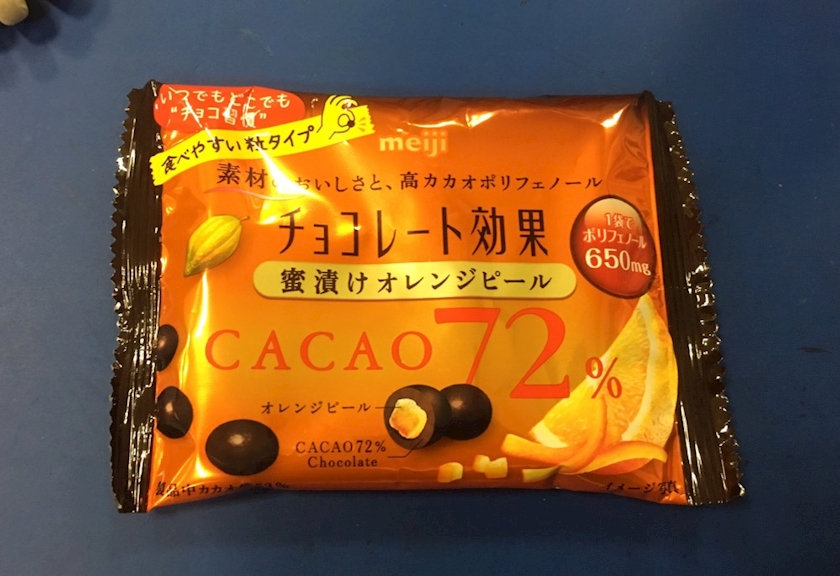 いつでもどこでも
“チョコ習慣”
食べやすい粒タイプ
meiji
素材のおいしさと、高カカオポリフェノール
チョコレート効果
蜜漬けオレンジピール
1袋で
ポリフェノール
650mg
CACAO72%
オレンジピール
CACAO72%
Chocolate
イメージ写真